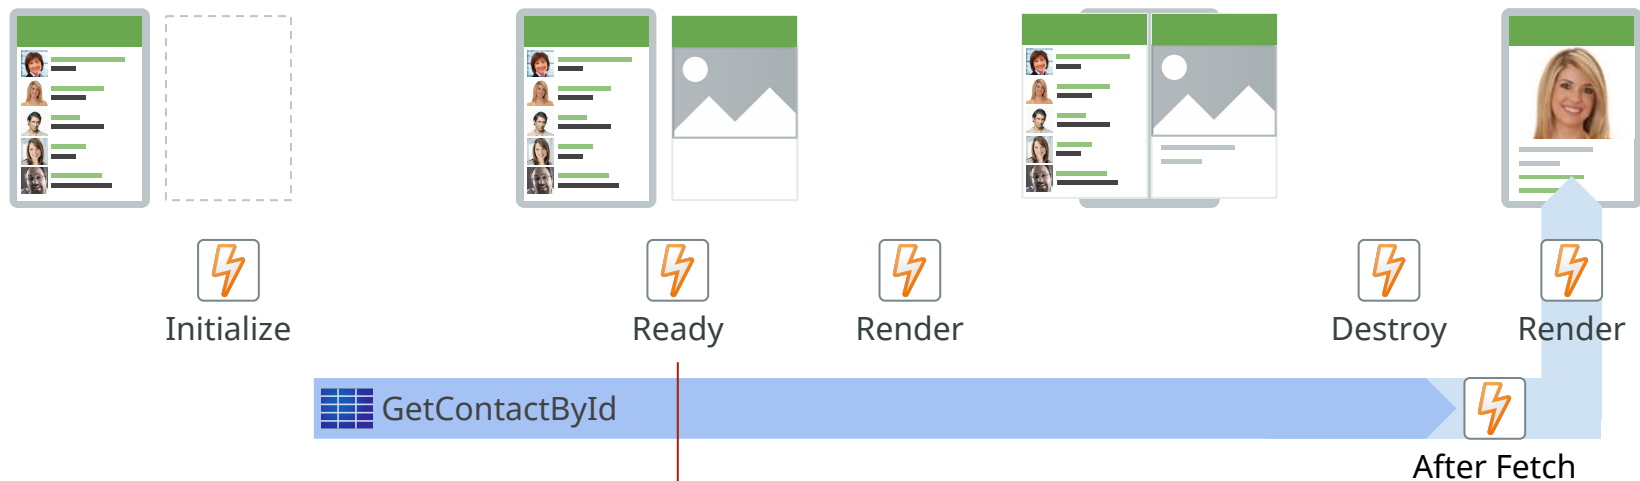 Initialize
Ready
Render
Destroy
Render
GetContactById
After Fetch